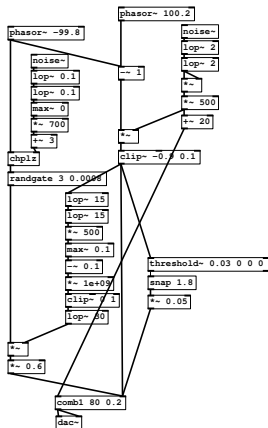 phasor~ -99.8
noise~
lop~ 0.1
lop~ 0.1
max~ 0
*~ 700
+~ 3
chplz
randgate 3 0.0008
phasor~ 100.2
-~ 1
*~
clip~ -0.9 0.1
noise~
lop~ 2
lop~ 2
*~
*~ 500
+~ 20
lop~ 15
lop~ 15
*~ 500
max~ 0.1
-~ 0.1
*~ 1e+09
clip~ 0 1
lop~ 80
threshold~ 0.03 0 0 0
snap 1.8
*~ 0.05
*~
*~ 0.6
comb1 80 0.2
dac~